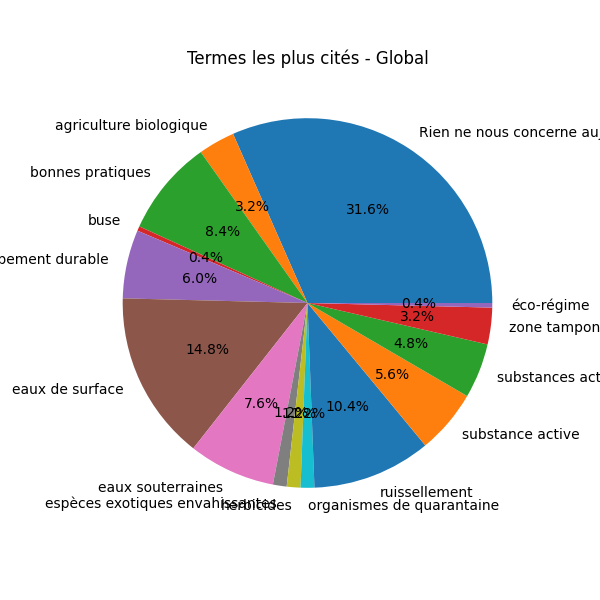 Termes les plus cités - Global
Rien ne nous concerne au
agriculture biologique
bonnes pratiques
buse
pement durable
eaux de surface
eaux souterraines
espèces exotiques envahissantes
herbicides
organismes de quarantaine
ruissellement
substance active
substances act
zone tampon
éco-régime
31.6%
3.2%
8.4%
0.4%
6.0%
14.8%
7.6%
1.2%
1.2%
1.2%
10.4%
5.6%
4.8%
3.2%
0.4%